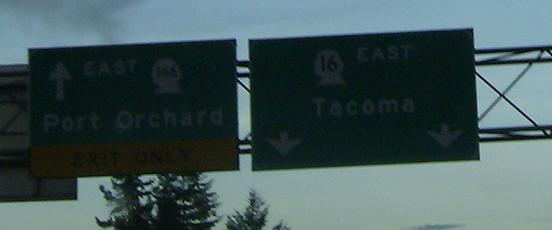 EAST 166
Port Orchard
EXIT ONLY
16 EAST
Tacoma